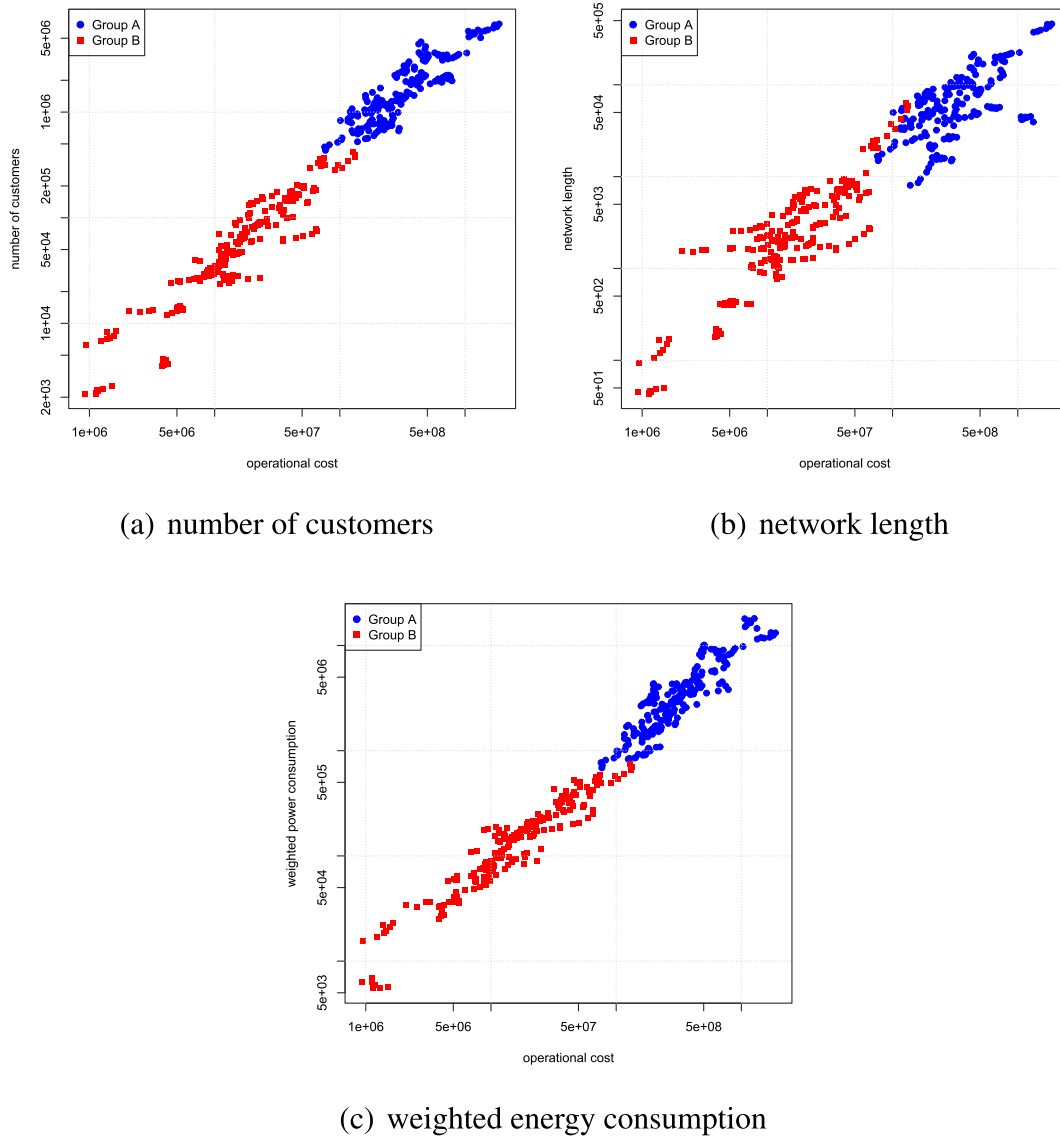 Group A
Group B
number of customers
5e+06
1e+06
2e+05
5e+04
1e+04
2e+03
1e+06 5e+06 5e+07 5e+08
operational cost
(a) number of customers
Group A
Group B
network length
5e+05
5e+04
5e+03
5e+02
5e+01
1e+06 5e+06 5e+07 5e+08
operational cost
(b) network length
Group A
Group B
weighted power consumption
5e+06
5e+05
5e+04
5e+03
1e+06 5e+06 5e+07 5e+08
operational cost
(c) weighted energy consumption